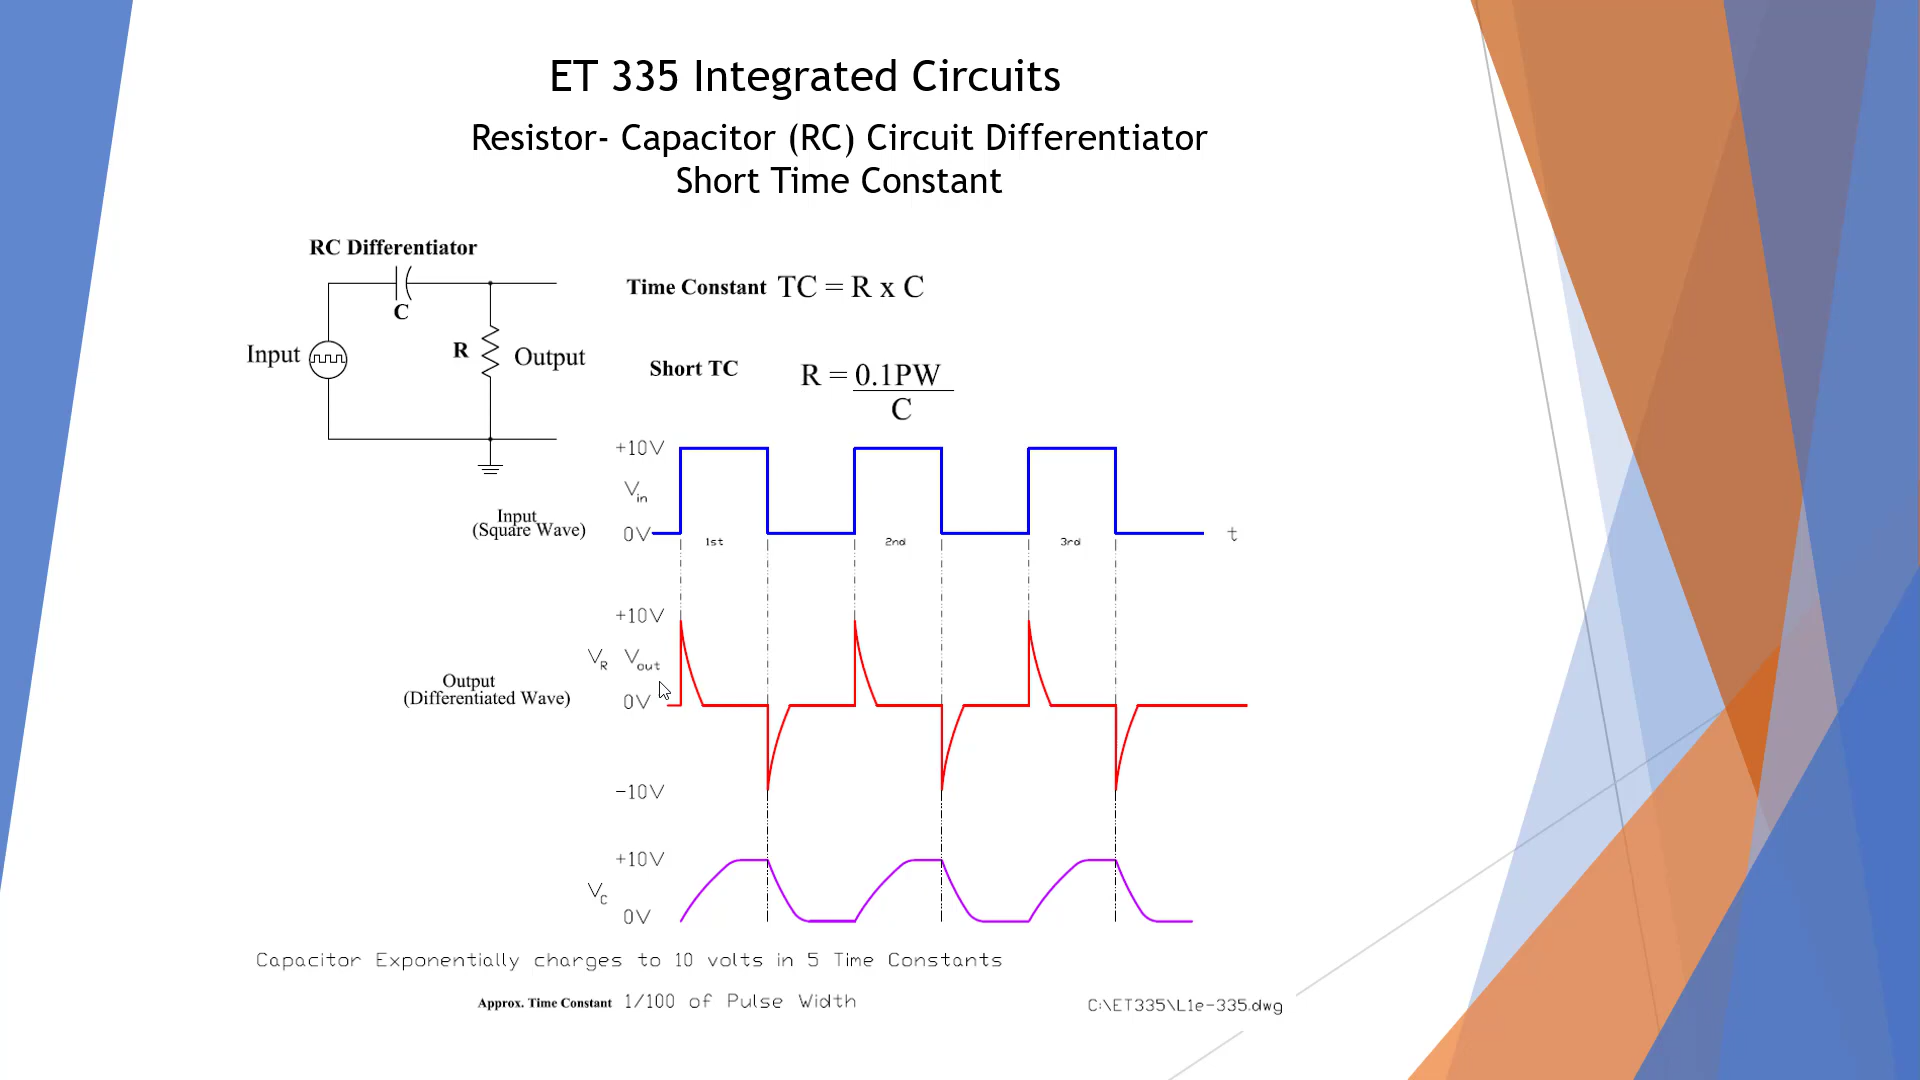 ET 335 Integrated Circuits
Resistor- Capacitor (RC) Circuit Differentiator
Short Time Constant
RC Differentiator
C
Input
R
Output
Time Constant TC = R x C
Short TC R = 0.1PW
C
+10V
Vin
Input
(Square Wave)
0V
1st
2nd
3rd
t
+10V
VR Vout
Output
(Differentiated Wave)
0V
-10V
+10V
VC
0V
Capacitor Exponentially charges to 10 volts in 5 Time Constants
Approx. Time Constant 1/100 of Pulse Width
C:\ET335\L1e-335.dwg